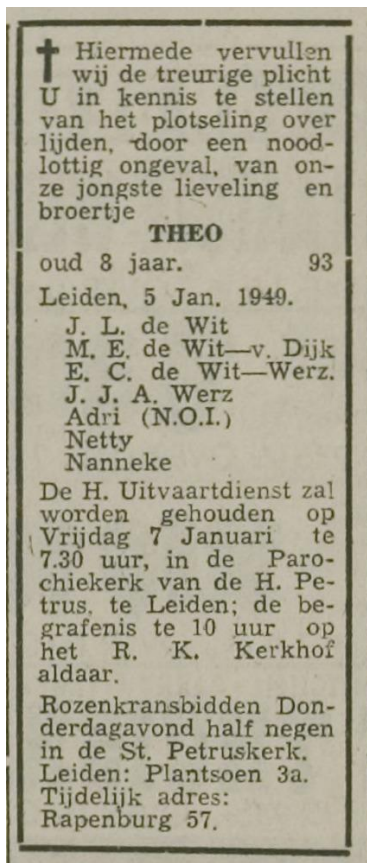 ✝ Hiermede vervullen
wij de treurige plicht
U in kennis te stellen
van het plotseling over
lijden, door een nood-
lottig ongeval, van on-
ze jongste lieveling en
broertje
THEO
oud 8 jaar. 93
Leiden, 5 Jan. 1949.
J. L. de Wit
M. E. de Wit—v. Dijk
E. C. de Wit—Werz.
J. J. A. Werz
Adri (N.O.I.)
Netty
Nanneke
De H. Uitvaartdienst zal
worden gehouden op
Vrijdag 7 Januari te
7.30 uur, in de Paro-
chiekerk van de H. Pe-
trus, te Leiden; de be-
grafenis te 10 uur op
het R. K. Kerkhof
aldaar.
Rozenkransbidden Don-
derdagavond half negen
in de St. Petruskerk.
Leiden: Plantsoen 3a.
Tijdelijk adres:
Rapenburg 57.